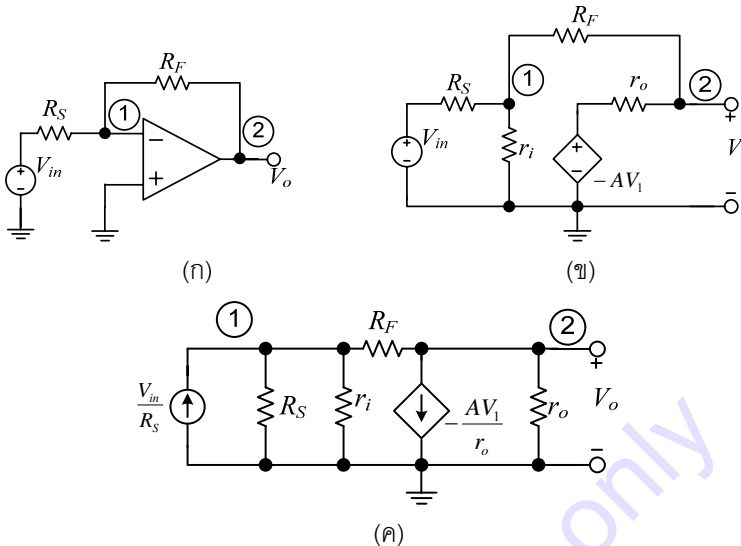 R_F
R_S
1
2
V_in
V_o
(ก)
R_F
1
2
R_S
r_o
V_in
r_i
-AV_1
V
(ข)
1
R_F
2
V_in/R_S
R_S
r_i
-AV_1/r_o
r_o
V_o
(ค)
only